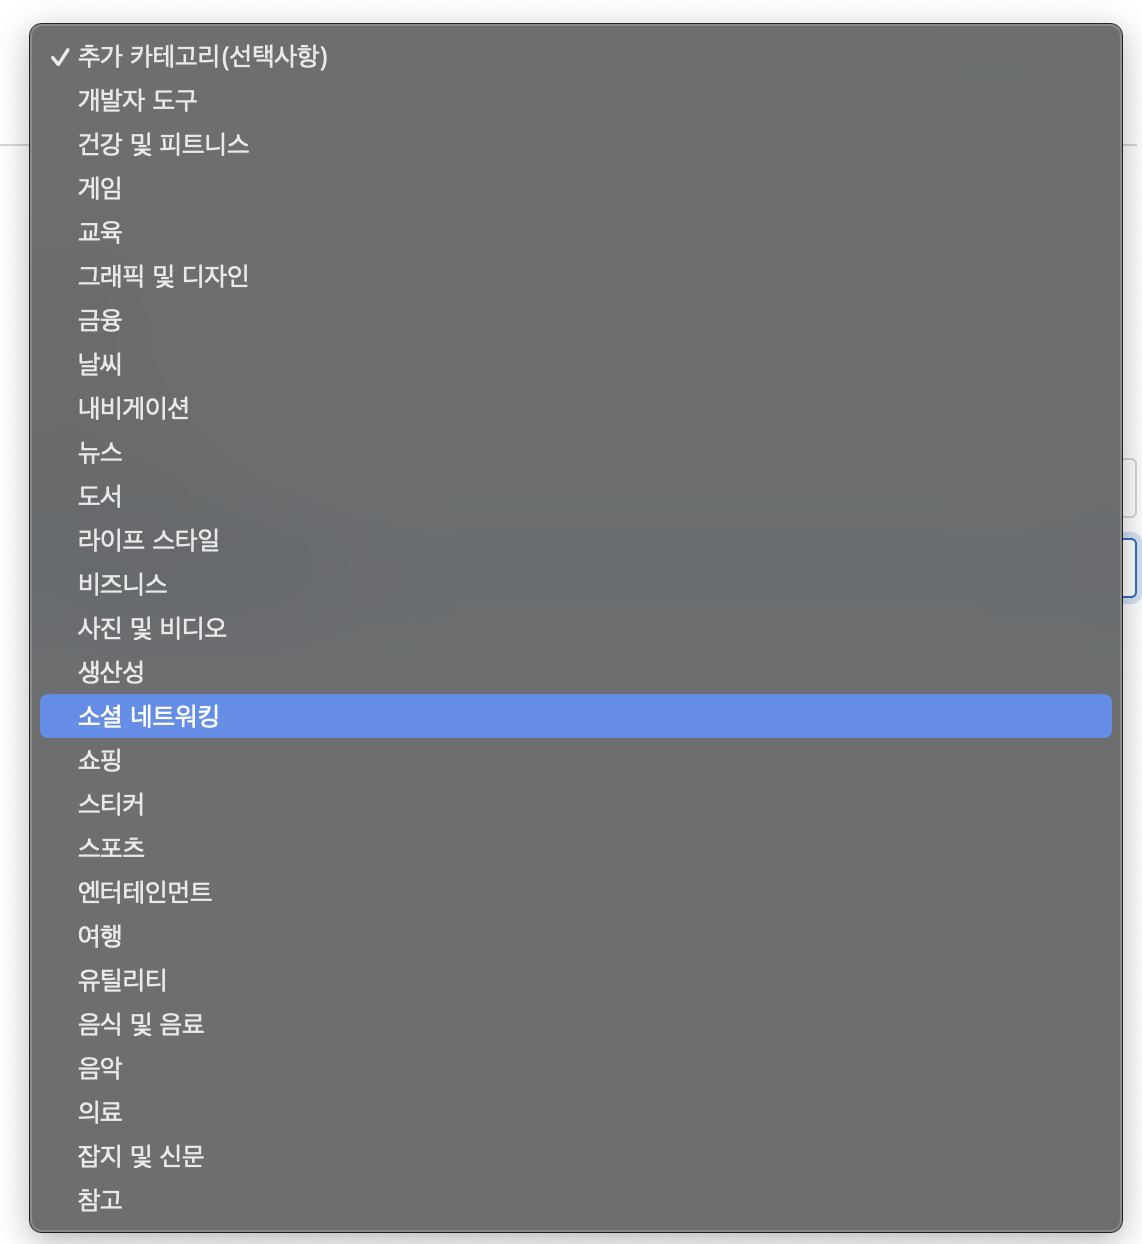 ✓ 추가 카테고리(선택사항)
개발자 도구
건강 및 피트니스
게임
교육
그래픽 및 디자인
금융
날씨
내비게이션
뉴스
도서
라이프 스타일
비즈니스
사진 및 비디오
생산성
소셜 네트워킹
쇼핑
스티커
스포츠
엔터테인먼트
여행
유틸리티
음식 및 음료
음악
의료
잡지 및 신문
참고